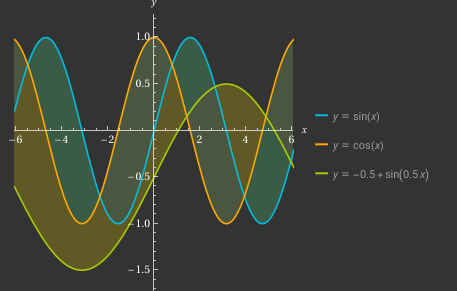 y
1.0
0.5
−6 −4 −2 0 2 4 6 x
−0.5
−1.0
−1.5
y = sin(x)
y = cos(x)
y = −0.5 + sin(0.5 x)